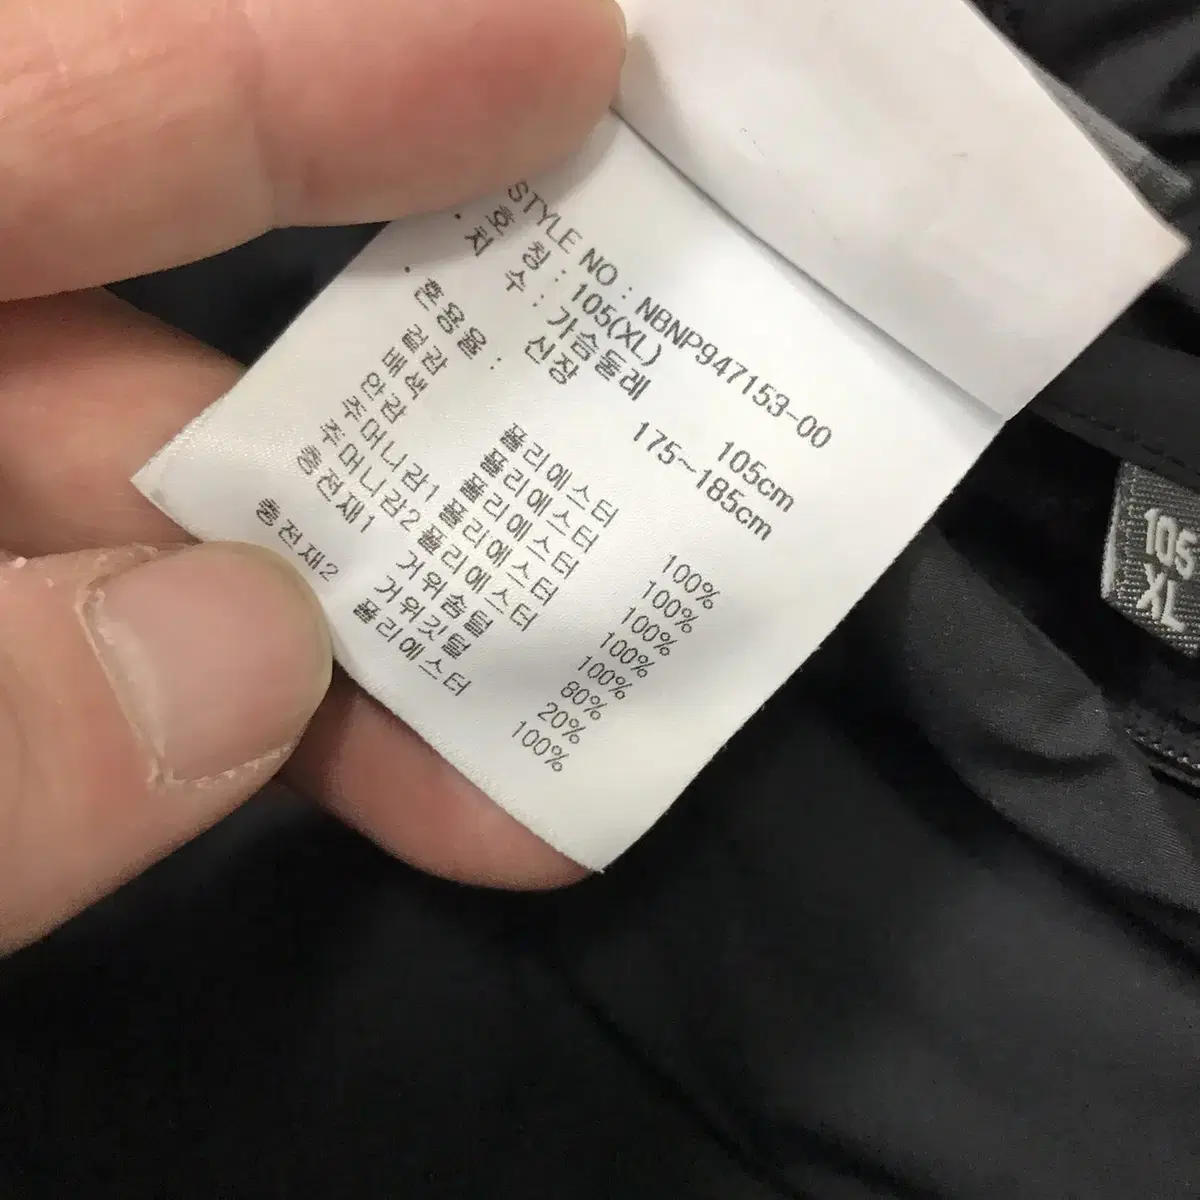 STYLE NO : NBNP947153-00
호 칭 : 105(XL)
· 치 수 : 가슴둘레 105cm
신장 175~185cm
· 혼용율 :
겉감 폴리에스터 100%
배색 폴리에스터 100%
안감 폴리에스터 100%
주머니감1 폴리에스터 100%
주머니감2 폴리에스터 100%
충전재1 거위솜털 80%
거위깃털 20%
충전재2 폴리에스터 100%
105
XL